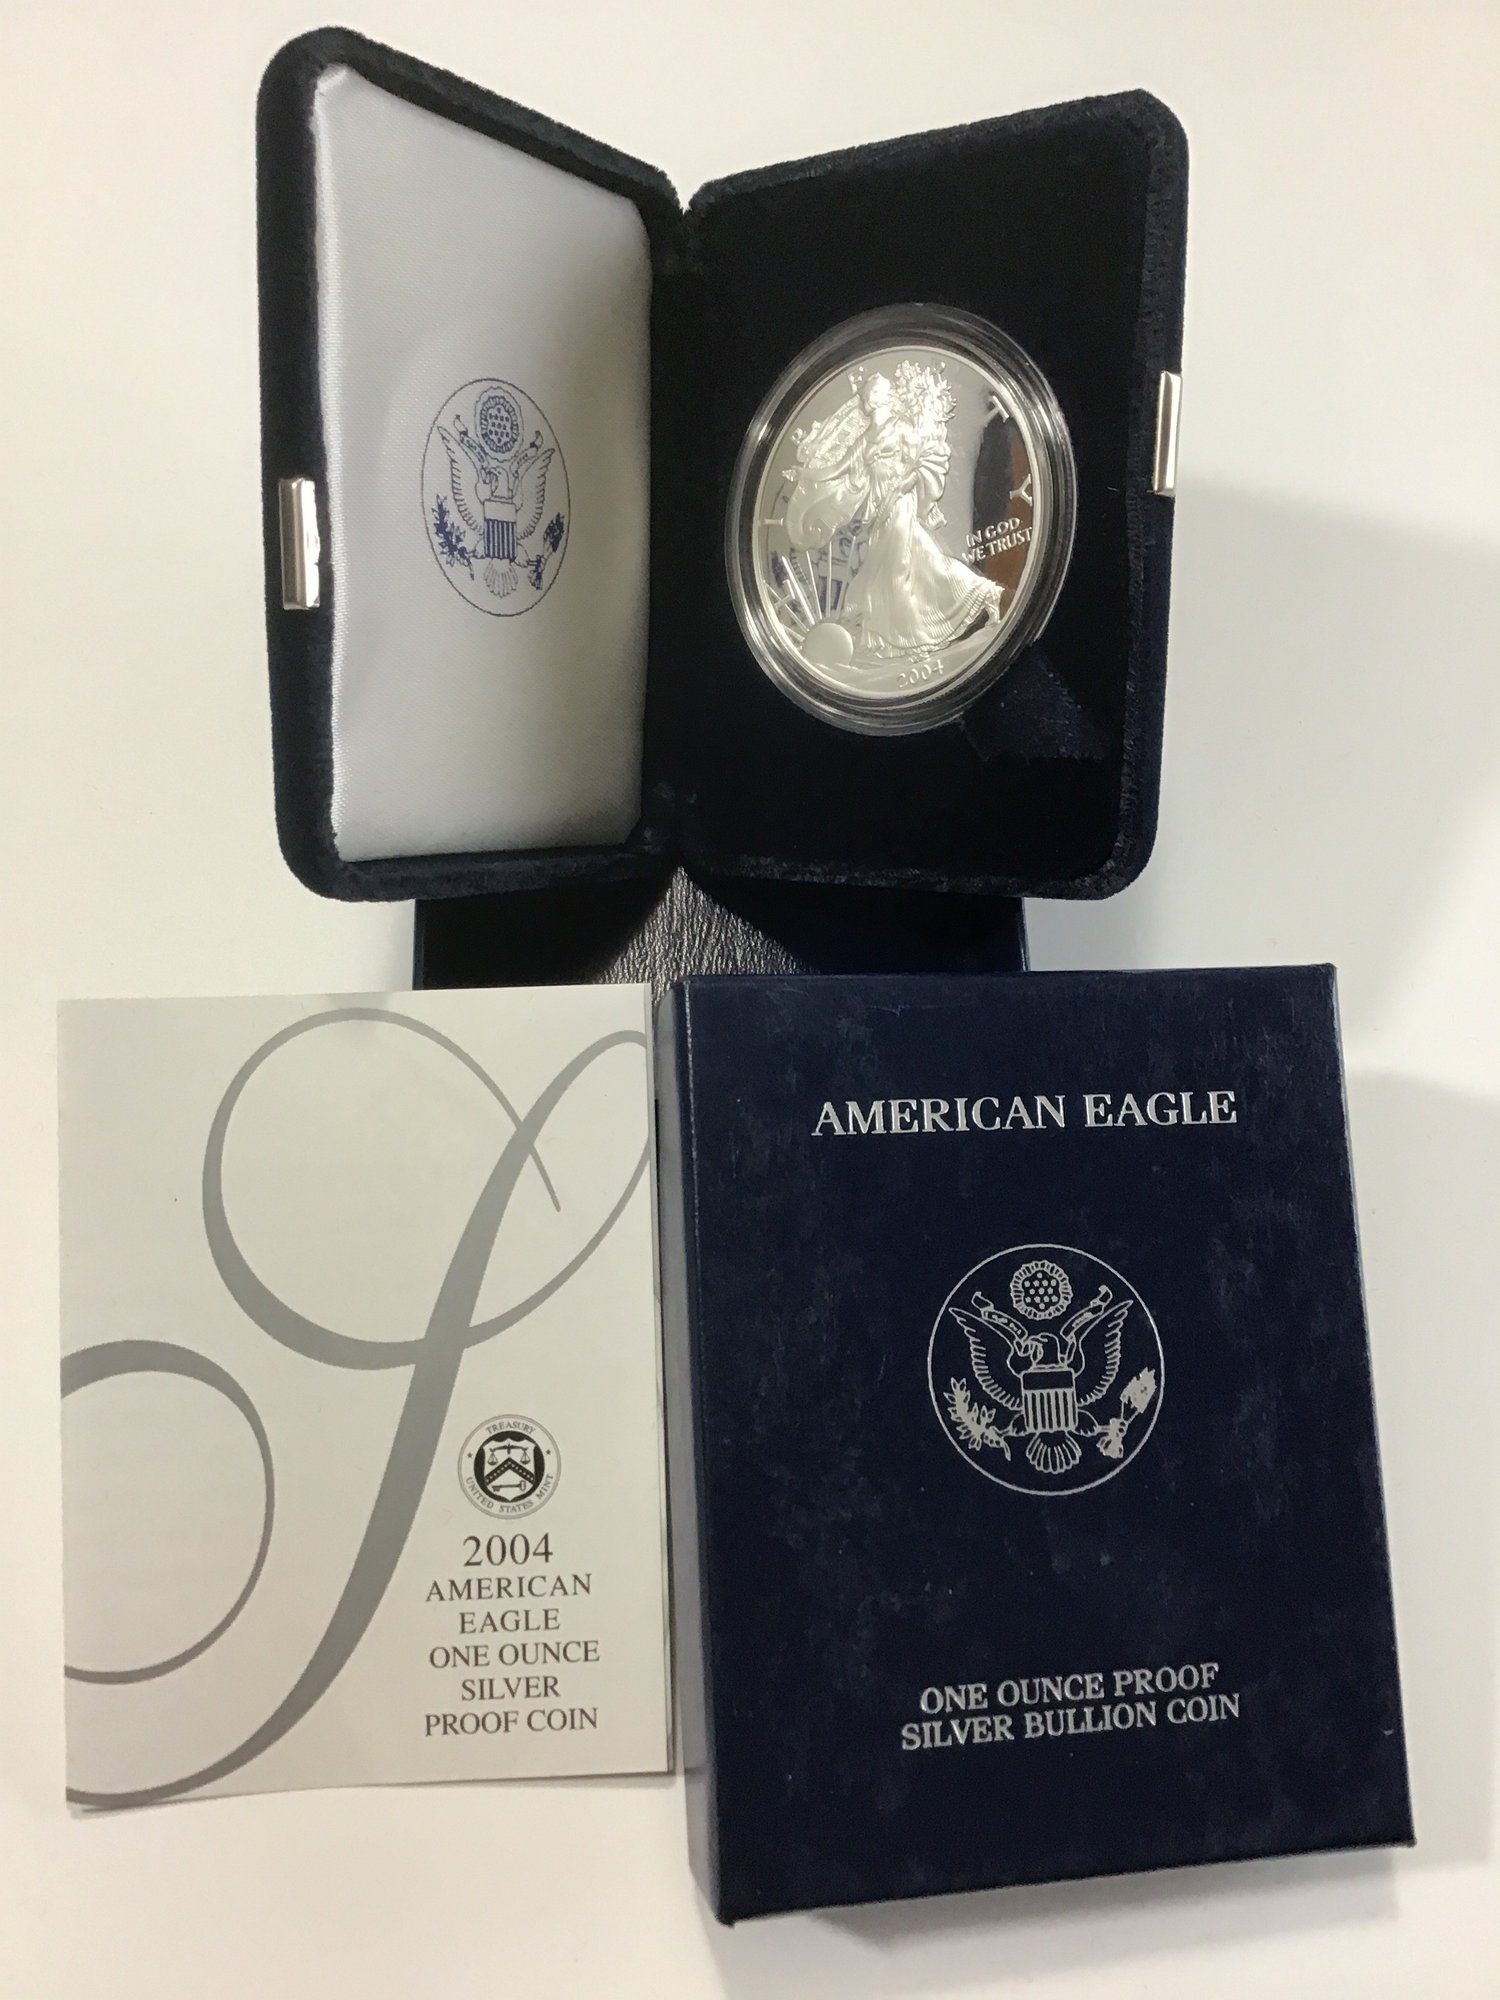 LIBERTY
IN GOD
WE TRUST
2004
TREASURY
UNITED STATES MINT
2004
AMERICAN
EAGLE
ONE OUNCE
SILVER
PROOF COIN
AMERICAN EAGLE
ONE OUNCE PROOF
SILVER BULLION COIN